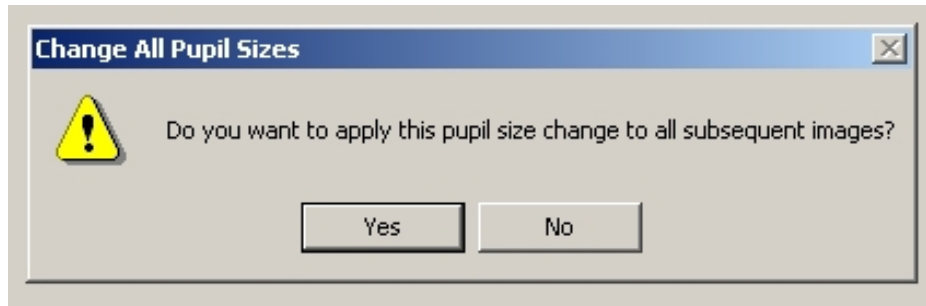 Change All Pupil Sizes
Do you want to apply this pupil size change to all subsequent images?
Yes No